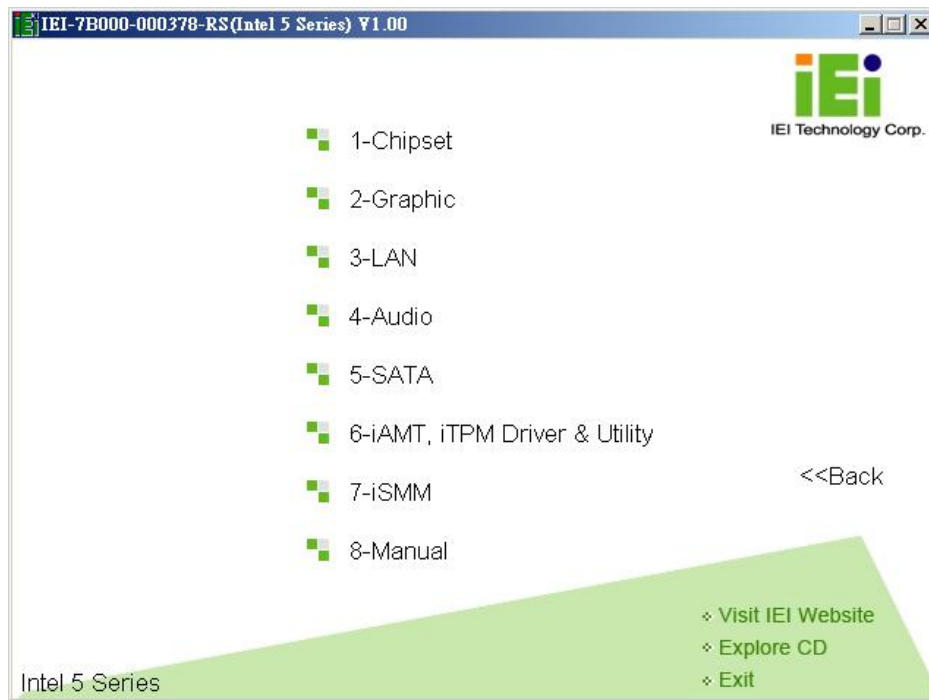 IEI-7B000-000378-RS(Intel 5 Series) V1.00
iEi
IEI Technology Corp.
1-Chipset
2-Graphic
3-LAN
4-Audio
5-SATA
6-iAMT, iTPM Driver & Utility
7-iSMM
<<Back
8-Manual
Visit IEI Website
Explore CD
Exit
Intel 5 Series